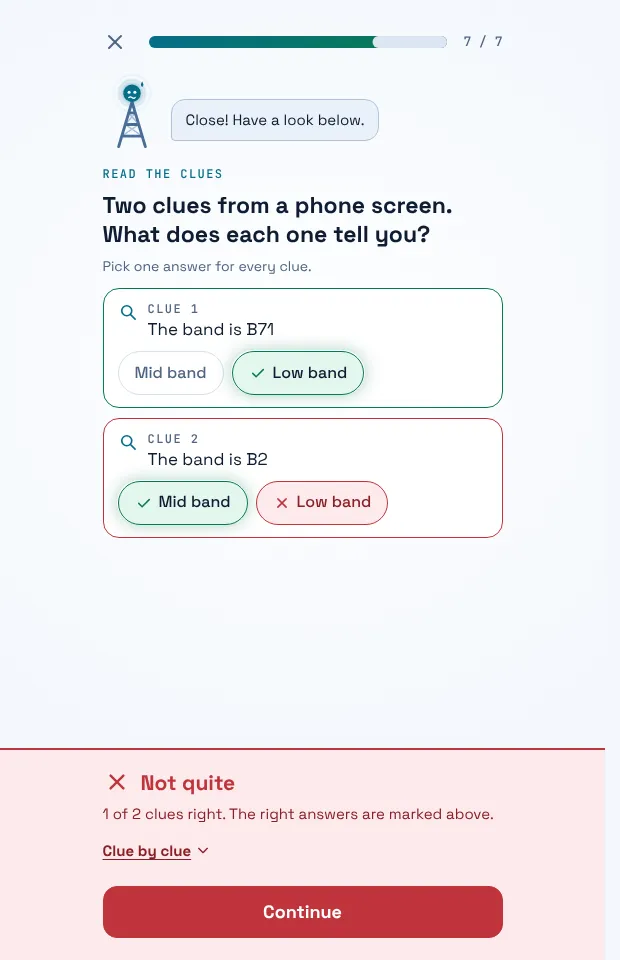 7 / 7
Close! Have a look below.
READ THE CLUES
Two clues from a phone screen.
What does each one tell you?
Pick one answer for every clue.
CLUE 1
The band is B71
Mid band
Low band
CLUE 2
The band is B2
Mid band
Low band
Not quite
1 of 2 clues right. The right answers are marked above.
Clue by clue
Continue